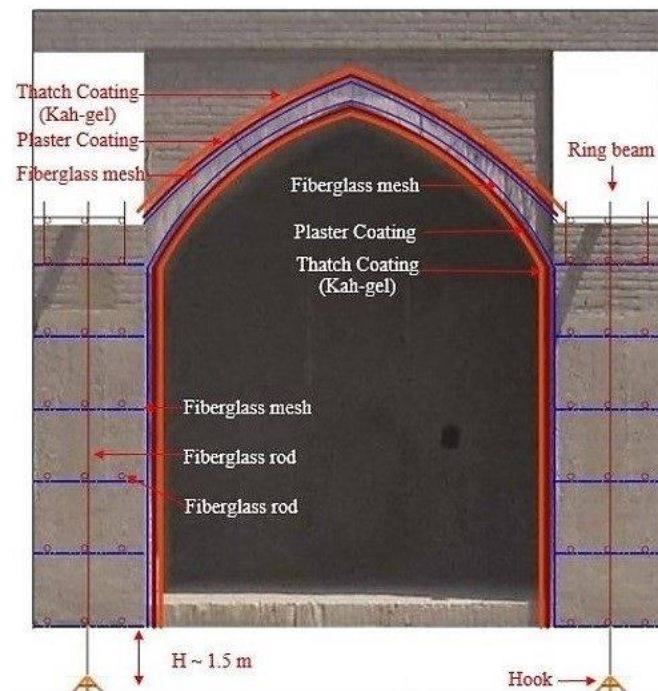 Thatch Coating
(Kah-gel)
Plaster Coating
Fiberglass mesh
Ring beam
Fiberglass mesh
Plaster Coating
Thatch Coating
(Kah-gel)
Fiberglass mesh
Fiberglass rod
Fiberglass rod
H ~ 1.5 m
Hook